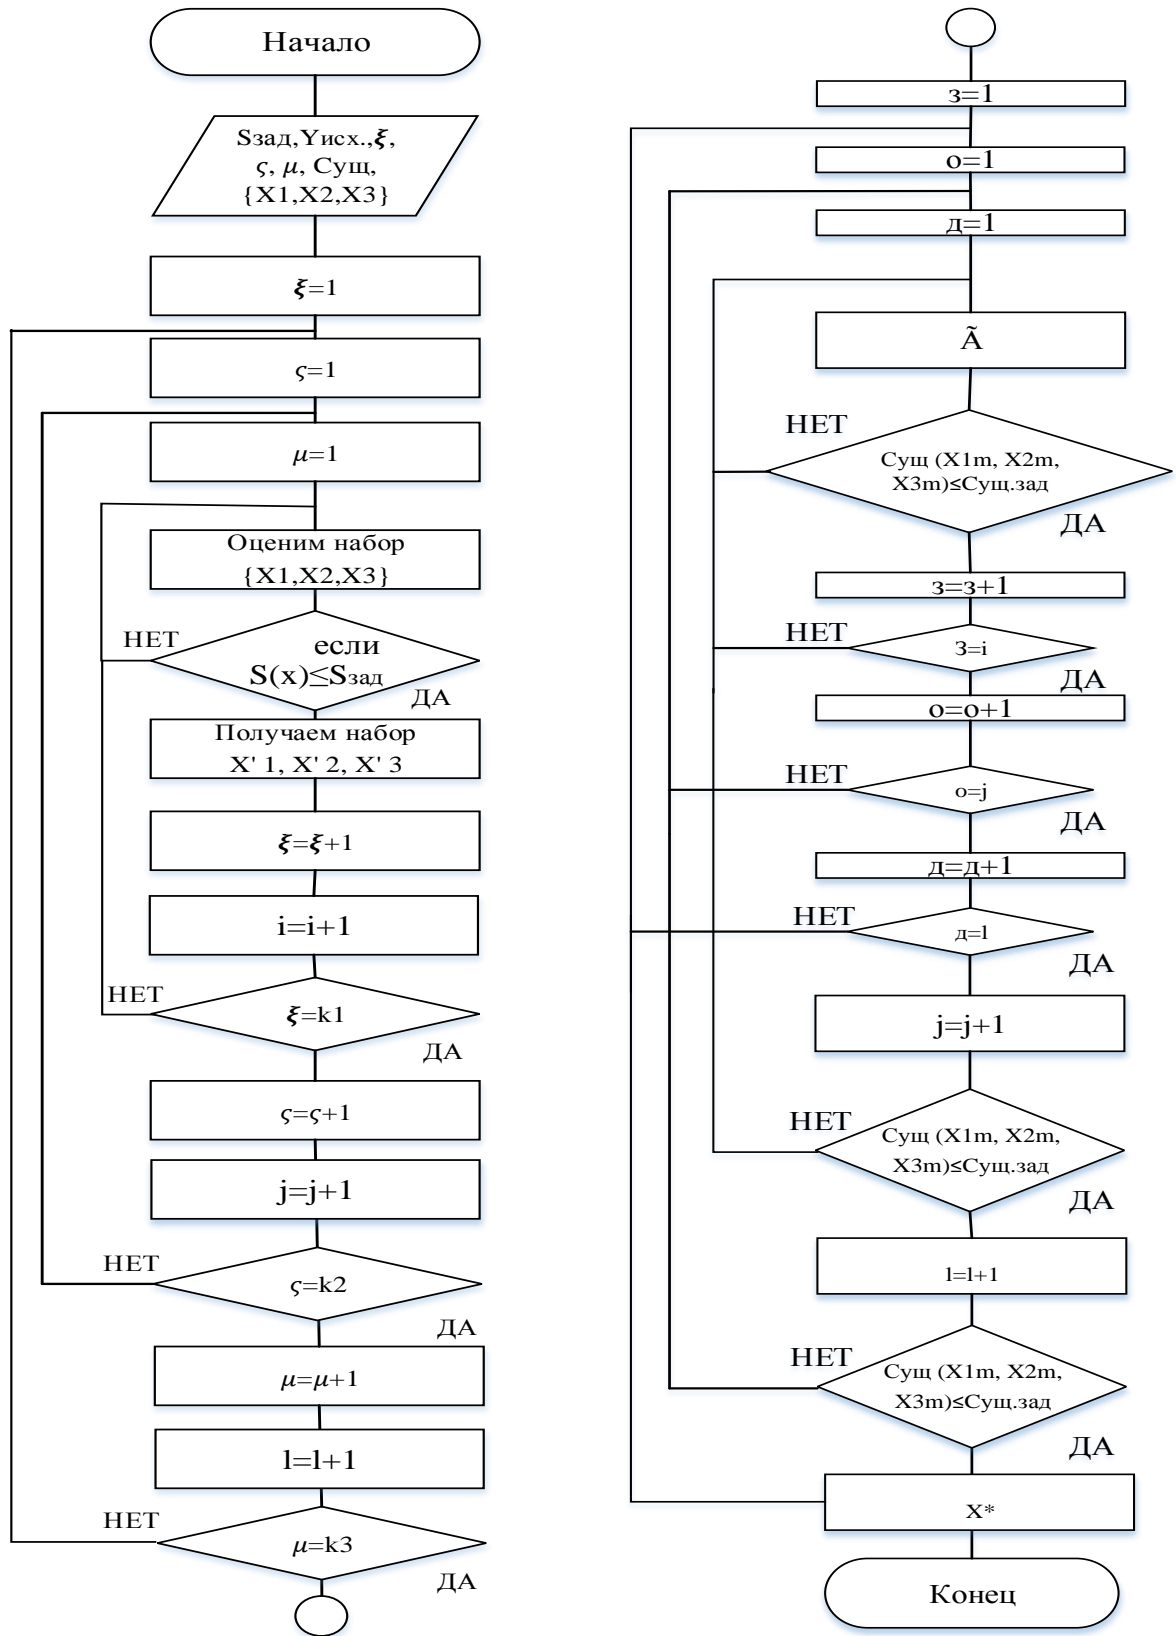 Начало
Sзад,Yисх.,ξ,
ς, μ, Сущ,
{X1,X2,X3}
ξ=1
ς=1
μ=1
Оценим набор
{X1,X2,X3}
НЕТ
если
S(x)≤Sзад
ДА
Получаем набор
X' 1, X' 2, X' 3
ξ=ξ+1
i=i+1
НЕТ
ξ=k1
ДА
ς=ς+1
j=j+1
НЕТ
ς=k2
ДА
μ=μ+1
l=l+1
НЕТ
μ=k3
ДА
з=1
о=1
д=1
Ã
НЕТ
Сущ (X1m, X2m,
X3m)≤Сущ.зад
ДА
з=з+1
НЕТ
З=i
ДА
о=о+1
НЕТ
о=j
ДА
д=д+1
НЕТ
д=l
ДА
j=j+1
НЕТ
Сущ (X1m, X2m,
X3m)≤Сущ.зад
ДА
l=l+1
НЕТ
Сущ (X1m, X2m,
X3m)≤Сущ.зад
ДА
X*
Конец